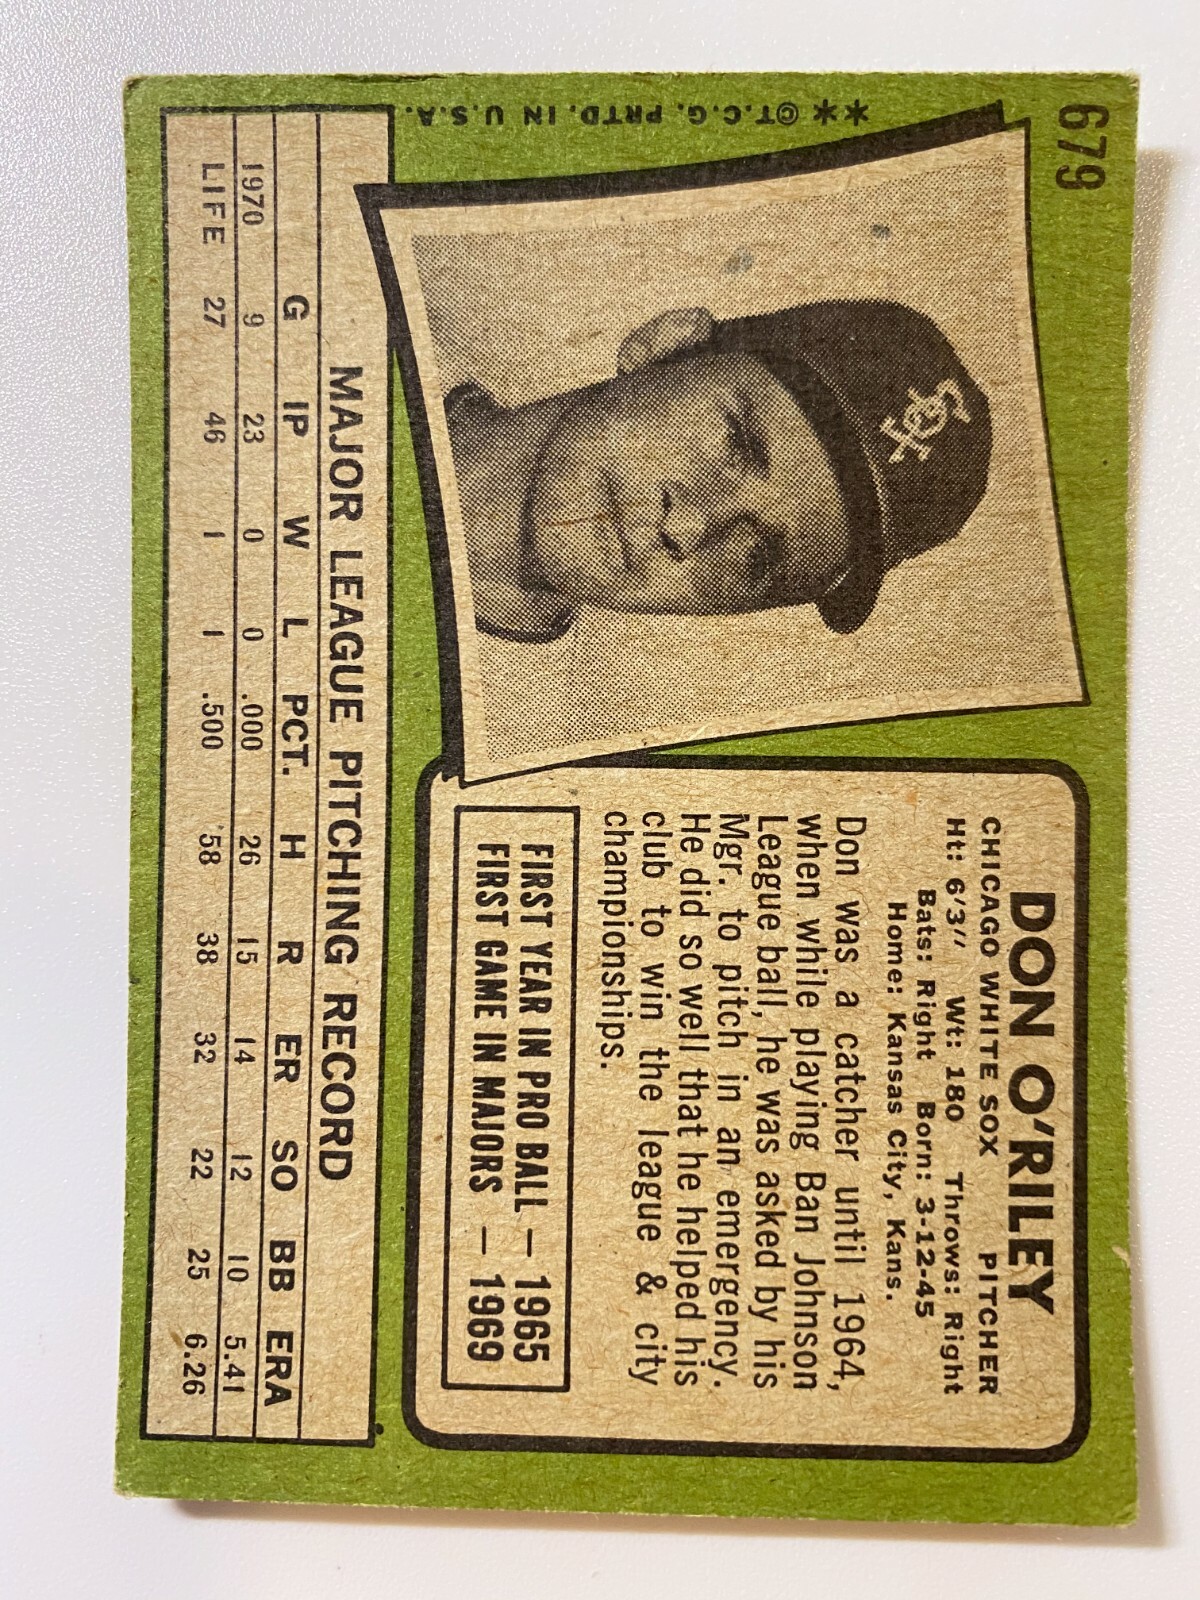 679
**©T.C.G. PRTD. IN U.S.A.
DON O'RILEY
CHICAGO WHITE SOX PITCHER
Ht: 6'3" Wt: 180 Throws: Right
Bats: Right Born: 3-12-45
Home: Kansas City, Kans.
Don was a catcher until 1964,
when while playing Ban Johnson
League ball, he was asked by his
Mgr. to pitch in an emergency.
He did so well that he helped his
club to win the league & city
championships.
FIRST YEAR IN PRO BALL — 1965
FIRST GAME IN MAJORS — 1969
MAJOR LEAGUE PITCHING RECORD
G IP W L PCT. H R ER SO BB ERA
1970 9 23 0 0 .000 26 15 14 12 10 5.41
LIFE 27 46 1 1 .500 58 38 32 22 25 6.26